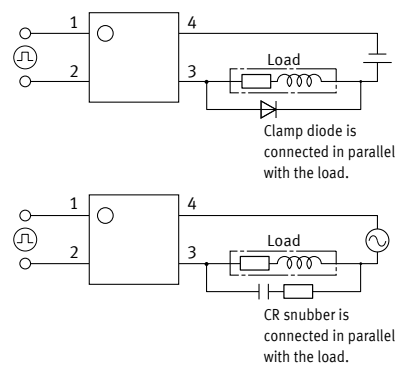 1
4
Load
2
3
Clamp diode is
connected in parallel
with the load.
1
4
Load
2
3
CR snubber is
connected in parallel
with the load.